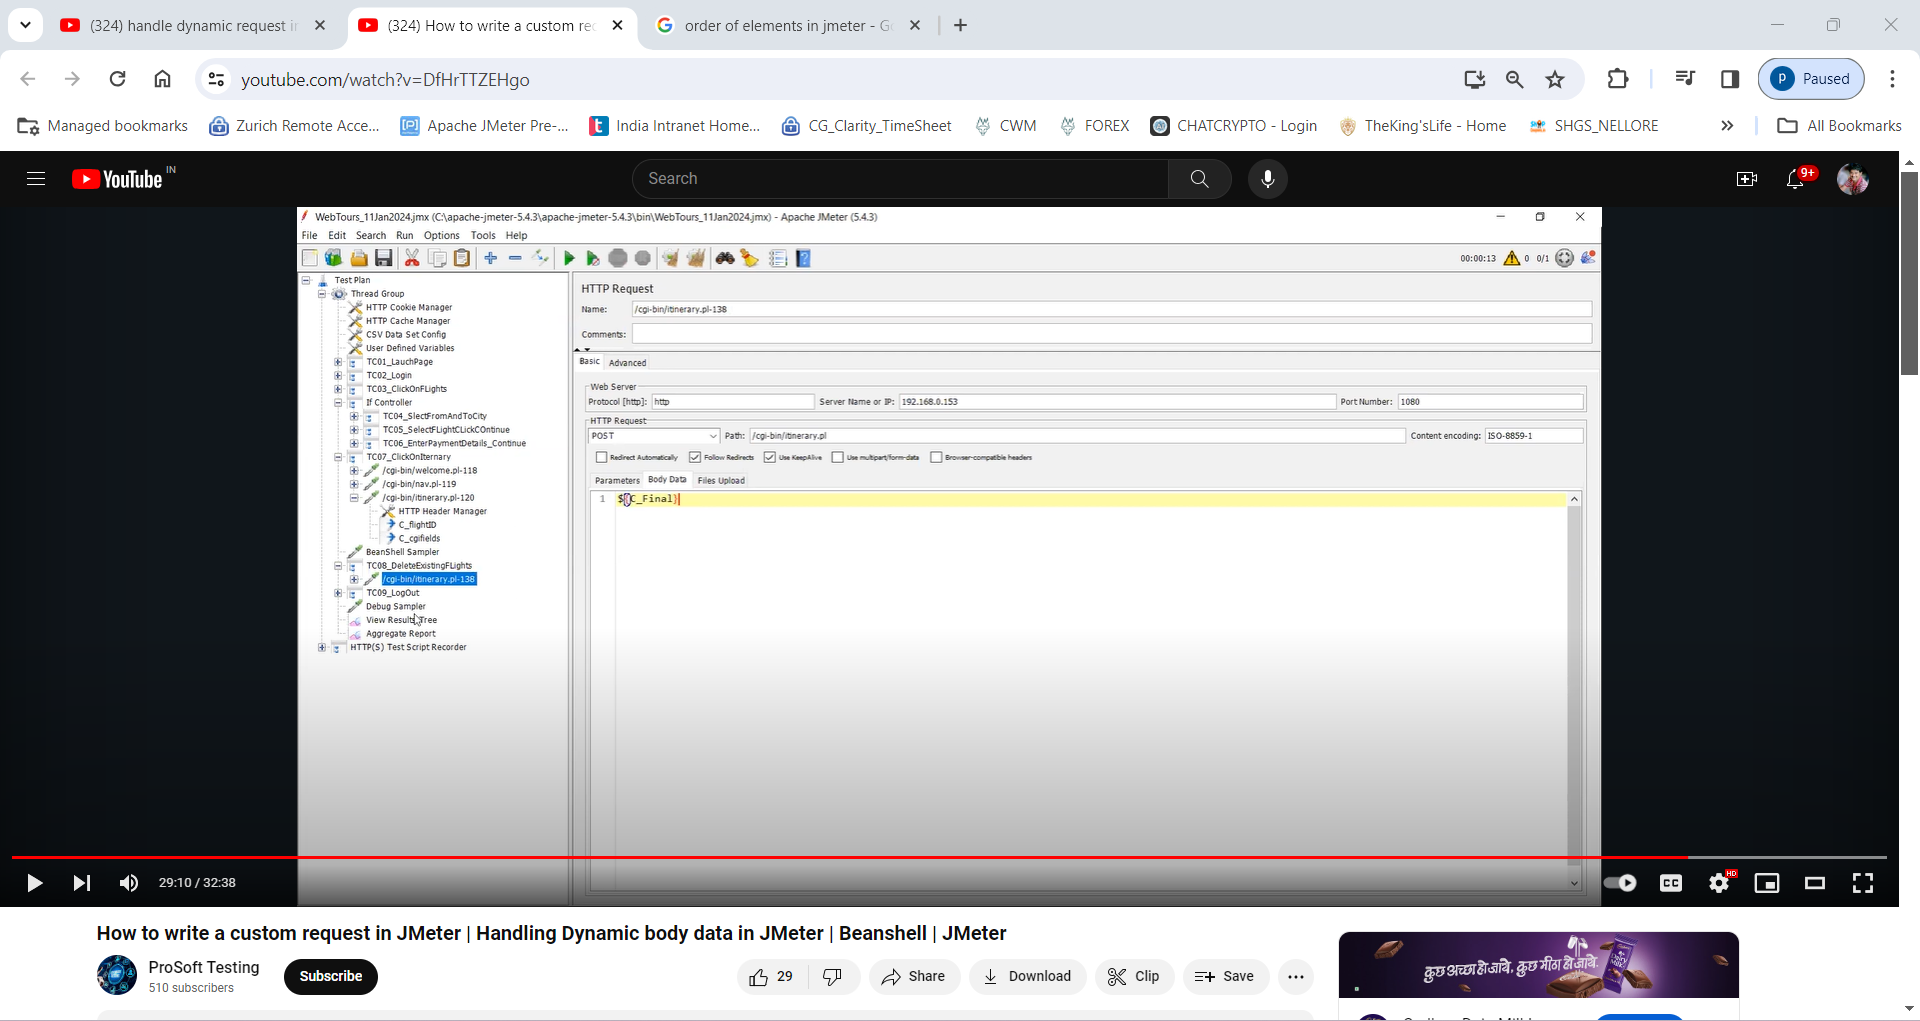 (324) handle dynamic request i
(324) How to write a custom re
order of elements in jmeter - G
youtube.com/watch?v=DfHrTTZEHgo
P Paused
Managed bookmarks
Zurich Remote Acce...
Apache JMeter Pre-...
India Intranet Home...
CG_Clarity_TimeSheet
CWM
FOREX
CHATCRYPTO - Login
TheKing'sLife - Home
SHGS_NELLORE
All Bookmarks
YouTube IN
Search
9+
WebTours_11Jan2024.jmx (C:\apache-jmeter-5.4.3\apache-jmeter-5.4.3\bin\WebTours_11Jan2024.jmx) - Apache JMeter (5.4.3)
File Edit Search Run Options Tools Help
00:00:13 0 0/1
Test Plan
Thread Group
HTTP Cookie Manager
HTTP Cache Manager
CSV Data Set Config
User Defined Variables
TC01_LauchPage
TC02_Login
TC03_ClickOnFLights
If Controller
TC04_SlectFromAndToCity
TC05_SelectFLightCLickCOntinue
TC06_EnterPaymentDetails_Continue
TC07_ClickOnIternary
/cgi-bin/welcome.pl-118
/cgi-bin/nav.pl-119
/cgi-bin/itinerary.pl-120
HTTP Header Manager
C_flightID
C_cgifields
BeanShell Sampler
TC08_DeleteExistingFLights
/cgi-bin/itinerary.pl-138
TC09_LogOut
Debug Sampler
View Results Tree
Aggregate Report
HTTP(S) Test Script Recorder
HTTP Request
Name: /cgi-bin/itinerary.pl-138
Comments:
Basic Advanced
Web Server
Protocol [http]: http Server Name or IP: 192.168.0.153 Port Number: 1080
HTTP Request
POST Path: /cgi-bin/itinerary.pl Content encoding: ISO-8859-1
Redirect Automatically Follow Redirects Use KeepAlive Use multipart/form-data Browser-compatible headers
Parameters Body Data Files Upload
1 ${C_Final}
29:10 / 32:38
CC
HD
How to write a custom request in JMeter | Handling Dynamic body data in JMeter | Beanshell | JMeter
ProSoft Testing
510 subscribers
Subscribe
29
Share
Download
Clip
Save
कुछ अच्छा हो जाये, कुछ मीठा हो जाये.